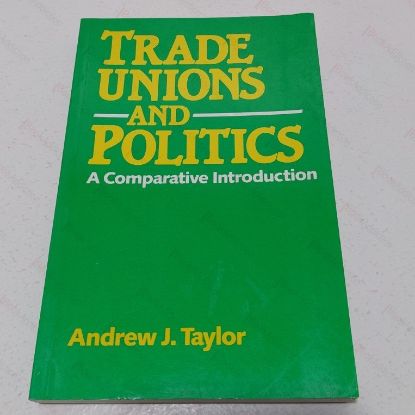 TRADE
UNIONS
AND
POLITICS
A Comparative Introduction
Andrew J. Taylor